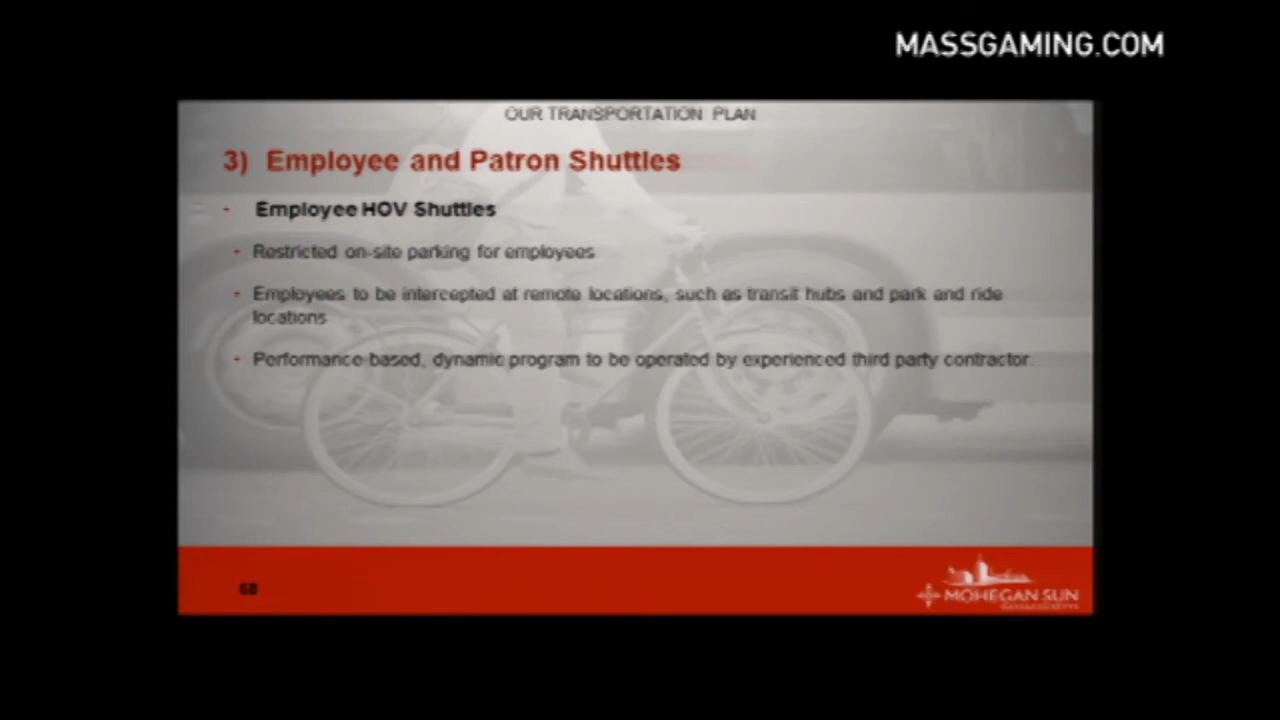 MASSGAMING.COM
OUR TRANSPORTATION PLAN
3) Employee and Patron Shuttles
- Employee HOV Shuttles
- Restricted on-site parking for employees
- Employees to be intercepted at remote locations, such as transit hubs and park and ride
locations
- Performance based, dynamic program to be operated by experienced third party contractor.
MOHEGAN SUN